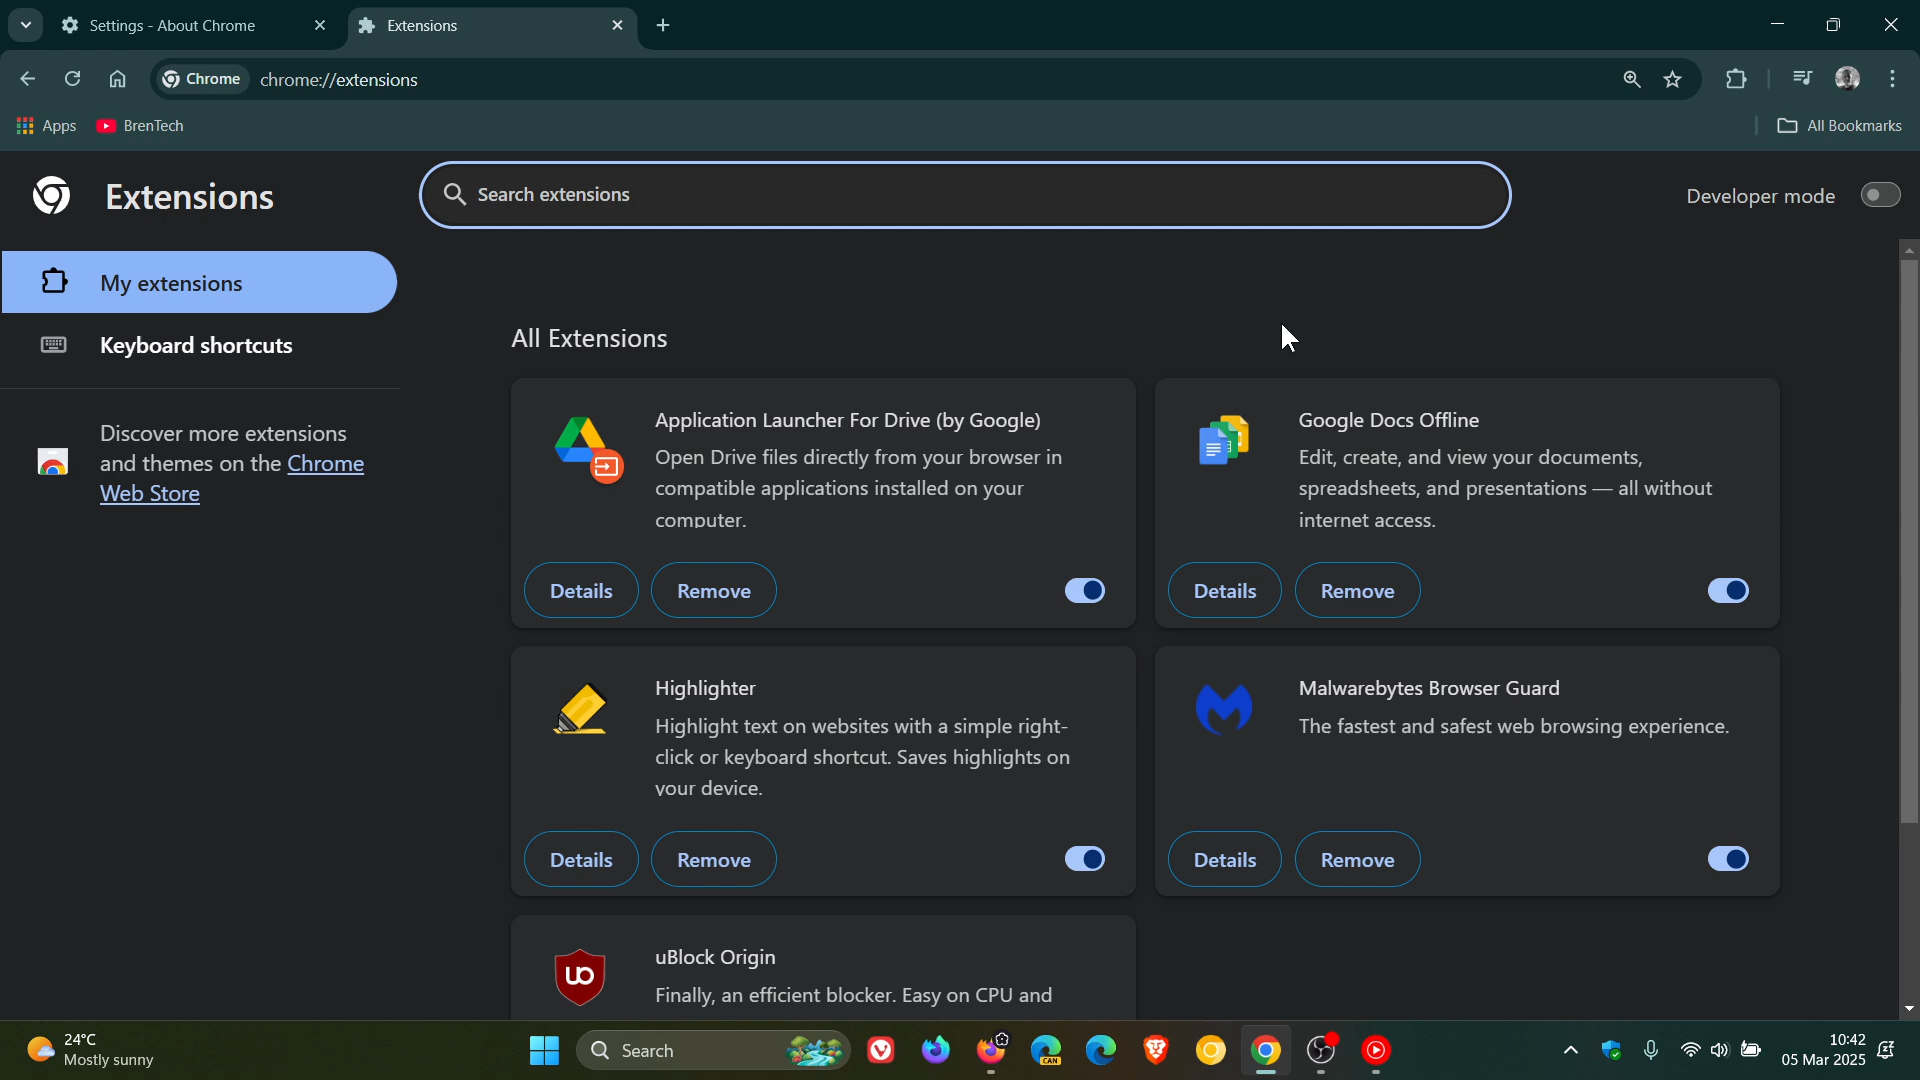 Settings - About Chrome
Extensions
Chrome
chrome://extensions
Apps
BrenTech
All Bookmarks
Extensions
Search extensions
Developer mode
My extensions
Keyboard shortcuts
Discover more extensions
and themes on the Chrome
Web Store
All Extensions
Application Launcher For Drive (by Google)
Open Drive files directly from your browser in
compatible applications installed on your
computer.
Details
Remove
Google Docs Offline
Edit, create, and view your documents,
spreadsheets, and presentations — all without
internet access.
Details
Remove
Highlighter
Highlight text on websites with a simple right-
click or keyboard shortcut. Saves highlights on
your device.
Details
Remove
Malwarebytes Browser Guard
The fastest and safest web browsing experience.
Details
Remove
uBlock Origin
Finally, an efficient blocker. Easy on CPU and
24°C
Mostly sunny
Search
CAN
10:42
05 Mar 2025